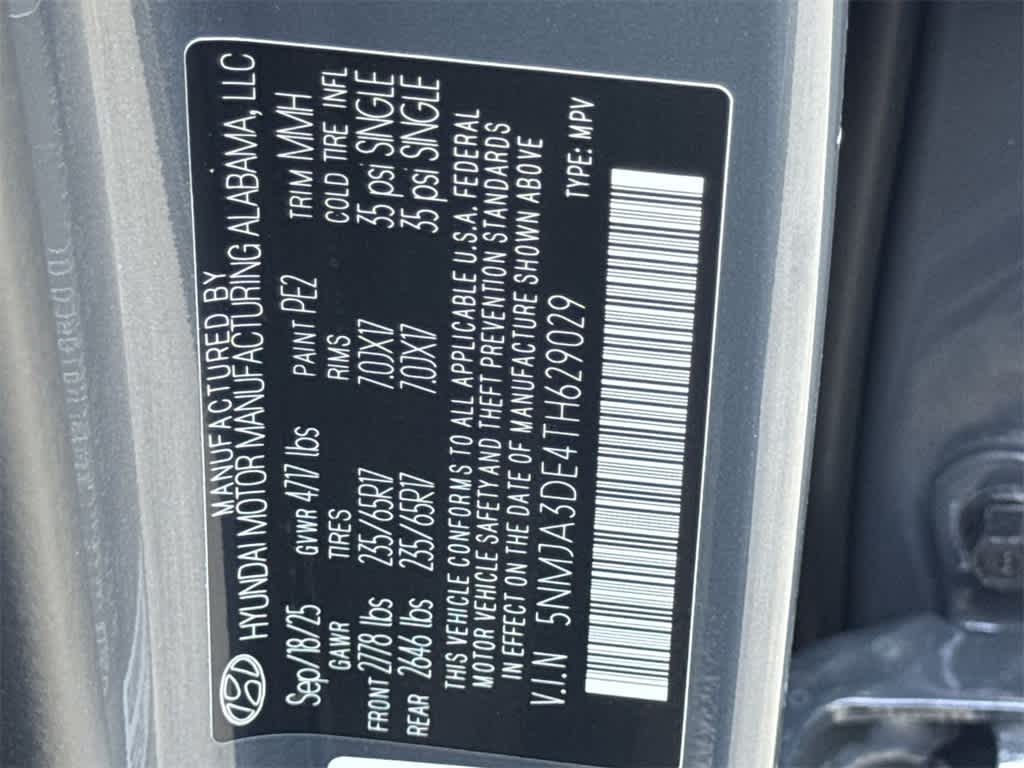 MANUFACTURED BY
HYUNDAI MOTOR MANUFACTURING ALABAMA, LLC
Sep/18/25 GVWR 4717 lbs PAINT PE2 TRIM MMH
GAWR TIRES RIMS COLD TIRE INFL
FRONT 2778 lbs 235/65R17 7.0JX17 35 psi SINGLE
REAR 2646 lbs 235/65R17 7.0JX17 35 psi SINGLE
THIS VEHICLE CONFORMS TO ALL APPLICABLE U.S.A. FEDERAL
MOTOR VEHICLE SAFETY AND THEFT PREVENTION STANDARDS
IN EFFECT ON THE DATE OF MANUFACTURE SHOWN ABOVE
V.I.N 5NMJA3DE4TH629029 TYPE: MPV